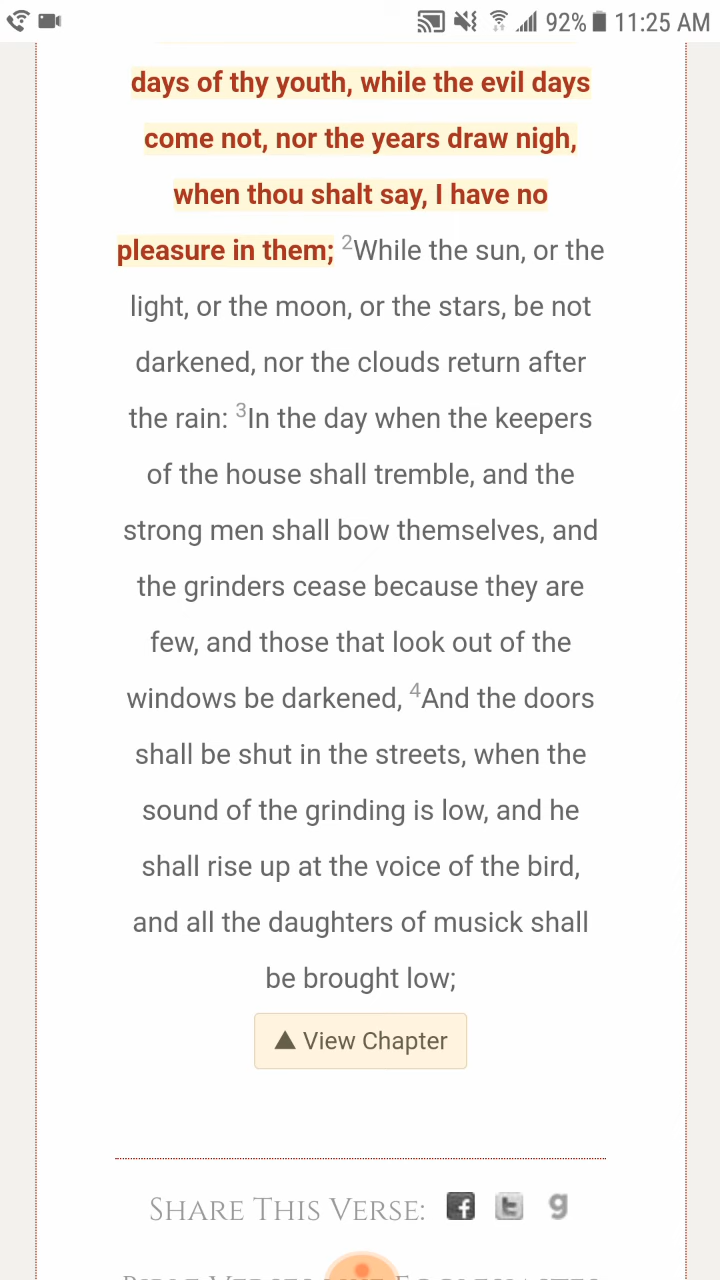 92% 11:25 AM
days of thy youth, while the evil days
come not, nor the years draw nigh,
when thou shalt say, I have no
pleasure in them; 2While the sun, or the
light, or the moon, or the stars, be not
darkened, nor the clouds return after
the rain: 3In the day when the keepers
of the house shall tremble, and the
strong men shall bow themselves, and
the grinders cease because they are
few, and those that look out of the
windows be darkened, 4And the doors
shall be shut in the streets, when the
sound of the grinding is low, and he
shall rise up at the voice of the bird,
and all the daughters of musick shall
be brought low;
▲ View Chapter
Share This Verse: f t g